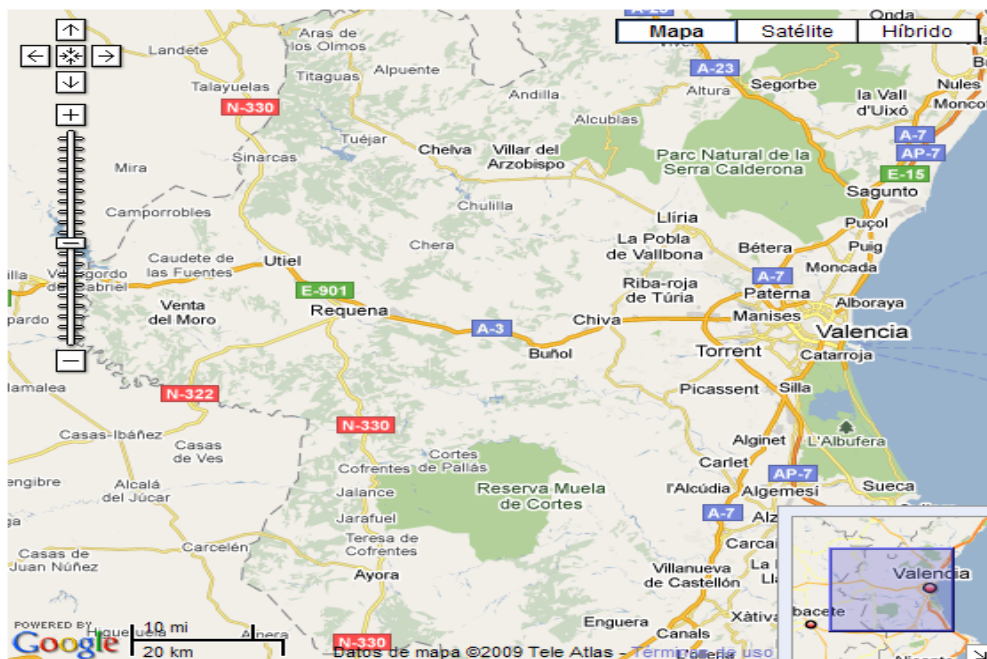 A-23
Onda
Mapa
Satélite
Híbrido
Aras de
los Olmos
Landete
Alpuente
Titaguas
Talayuelas
A-23
Segorbe
Altura
Andilla
Nules
la Vall
d'Uixó
Moncof
N-330
Alcublas
A-7
AP-7
Tuéjar
Chelva
Villar del
Arzobispo
Sinarcas
Mira
Parc Natural de la
Serra Calderona
E-15
Sagunto
Camporrobles
Chulilla
Llíria
Puçol
Chera
La Pobla
de Vallbona
Bétera
Puig
Moncada
Utiel
Caudete de
las Fuentes
A-7
Riba-roja
de Túria
Paterna
Alboraya
E-901
Requena
Venta
del Moro
pardo
A-3
Chiva
Manises
Valencia
Buñol
Torrent
Catarroja
Picassent
Silla
N-322
N-330
Casas-Ibáñez
Casas
de Ves
Alginet
L'Albufera
Cofrentes
Cortes
de Pallás
Carlet
AP-7
Alcalá
del Júcar
Jalance
Reserva Muela
de Cortes
l'Alcúdia
Algemesí
Sueca
Jarafuel
A-7
Teresa de
Cofrentes
Carcelén
Casas de
Juan Núñez
Ayora
Villanueva
de Castellón
Valencia
bacete
Enguera
Xàtiva
Canals
Alicante
POWERED BY
Google
Higueruela
10 mi
20 km
N-330
Datos de mapa ©2009 Tele Atlas - Términos de uso